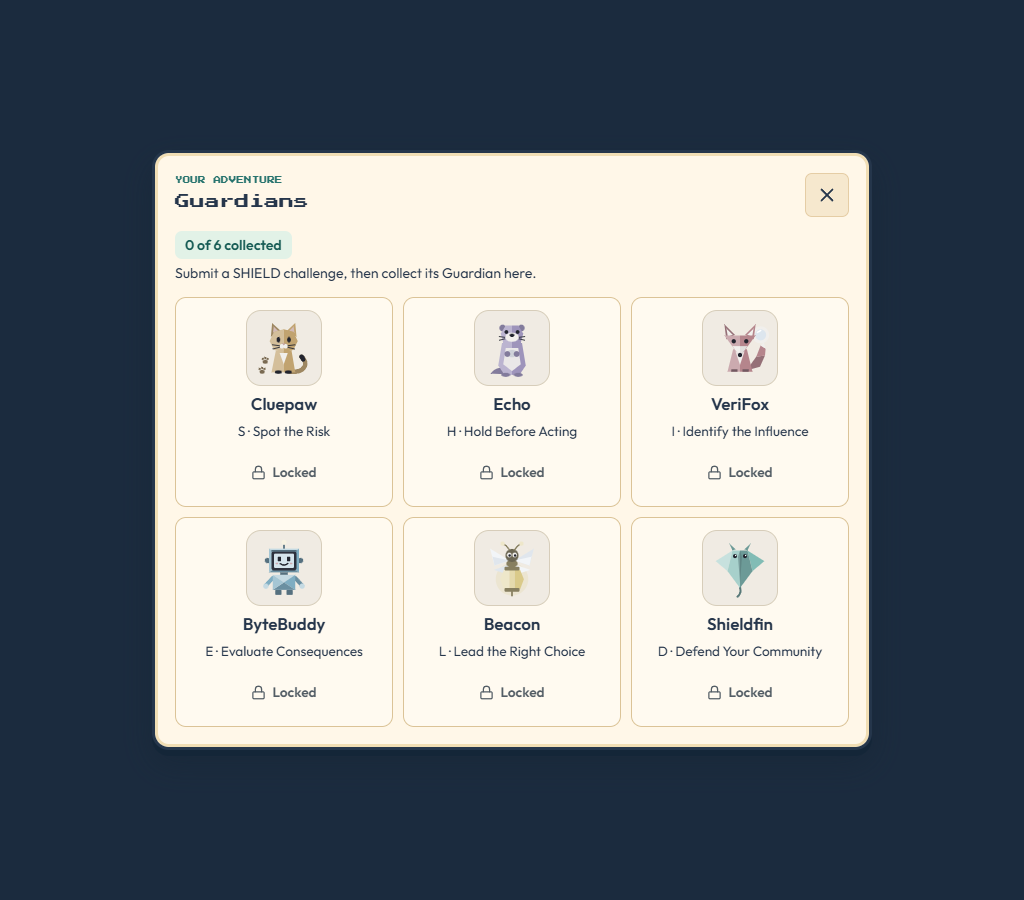 YOUR ADVENTURE
Guardians
0 of 6 collected
Submit a SHIELD challenge, then collect its Guardian here.
Cluepaw
S · Spot the Risk
Locked
Echo
H · Hold Before Acting
Locked
VeriFox
I · Identify the Influence
Locked
ByteBuddy
E · Evaluate Consequences
Locked
Beacon
L · Lead the Right Choice
Locked
Shieldfin
D · Defend Your Community
Locked